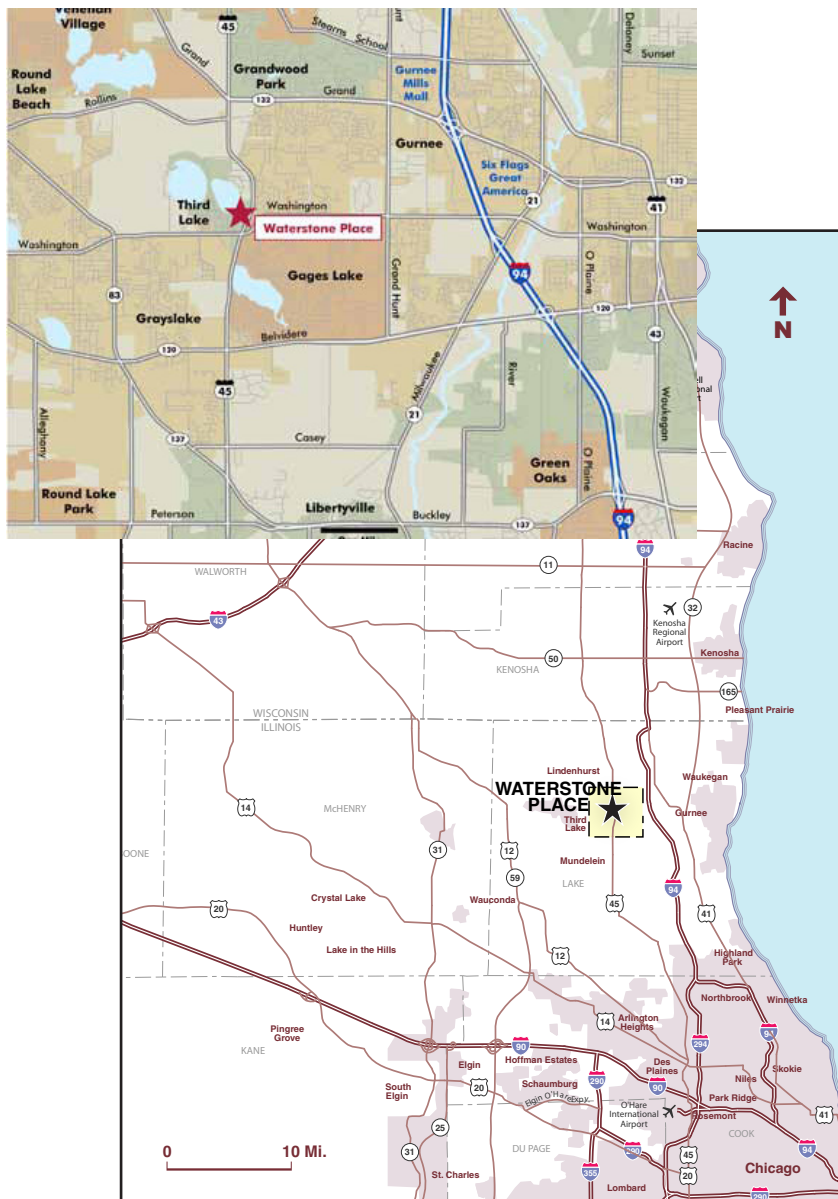 Venetian
Village
45
Stearns School
Hunt
Delaney
Sunset
Grand
Grandwood
Park
Gurnee
Mills
Mall
Round
Lake
Beach
Rollins
132
Grand
Gurnee
Six Flags
Great
America
132
21
41
Third
Lake
Washington
Waterstone Place
Washington
Washington
O Plaine
Gages Lake
Grand Hunt
94
83
Grayslake
120
43
Belvidere
120
Milwaukee
River
45
Waukegan
Alleghany
21
137
Casey
O Plaine
Green
Oaks
Round Lake
Park
Libertyville
Peterson
Buckley
137
94
N
94
Racine
11
WALWORTH
43
32
Kenosha
Regional
Airport
Kenosha
50
KENOSHA
165
Pleasant Prairie
WISCONSIN
ILLINOIS
Lindenhurst
Waukegan
WATERSTONE
PLACE
14
McHENRY
Third
Lake
Gurnee
31
12
OONE
Mundelein
59
LAKE
94
Crystal Lake
Wauconda
45
20
41
Huntley
Lake in the Hills
12
Highland
Park
Northbrook
Winnetka
14
Arlington
Heights
Pingree
Grove
94
KANE
90
294
Hoffman Estates
Elgin
Des
Plaines
Skokie
Schaumburg
290
90
Niles
South
Elgin
20
Elgin O'Hare Expy.
Park Ridge
O'Hare
International
Airport
Rosemont
41
25
COOK
0
10 Mi.
31
DU PAGE
290
45
94
St. Charles
355
20
Chicago
Lombard
290